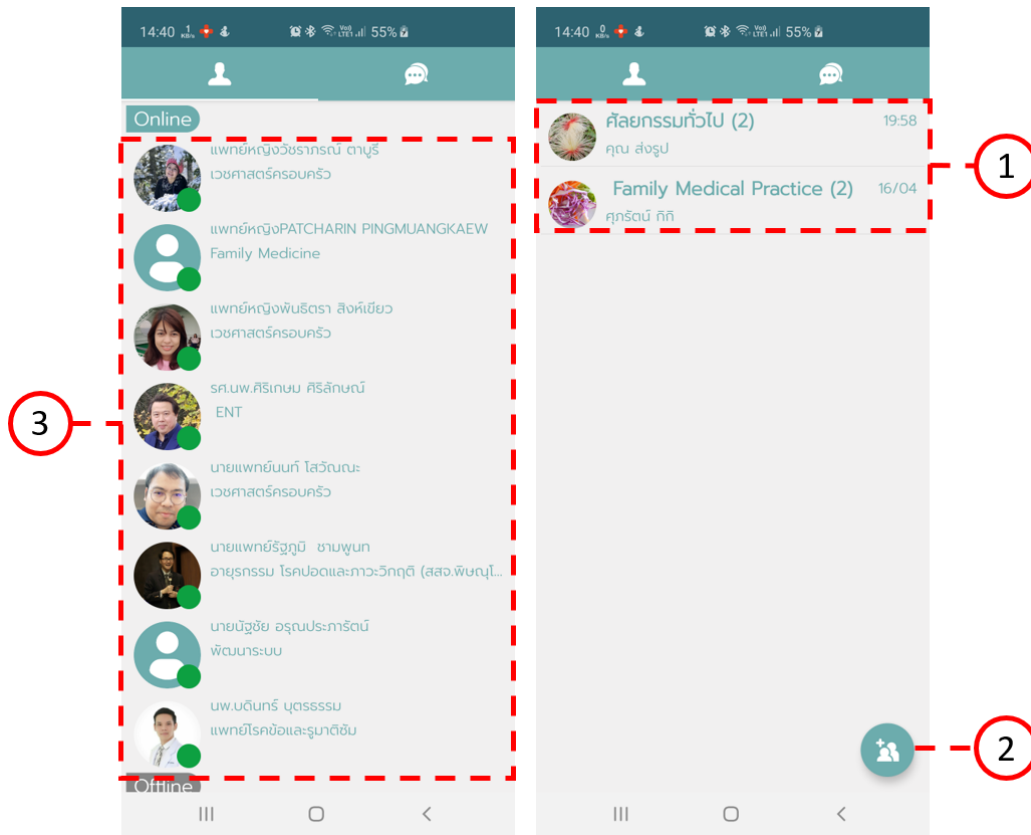 14:40 1 KB/s Vo) LTE1 55%
Online
แพทย์หญิงวัชราภรณ์ ตาบูรี
เวชศาสตร์ครอบครัว
แพทย์หญิงPATCHARIN PINGMUANGKAEW
Family Medicine
แพทย์หญิงพันธิตรา สิงห์เขียว
เวชศาสตร์ครอบครัว
รศ.นพ.ศิริเกษม ศิริลักษณ์
ENT
นายแพทย์นนท์ โสวัณณะ
เวชศาสตร์ครอบครัว
นายแพทย์รัฐภูมิ ชามพูนท
อายุรกรรม โรคปอดและภาวะวิกฤติ (สสจ.พิษณุโ...
นายนัฐชัย อรุณประภารัตน์
พัฒนาระบบ
นพ.บดินทร์ บุตรธรรม
แพทย์โรคข้อและรูมาติซัม
Offline
3
14:40 0 KB/s Vo) LTE1 55%
ศัลยกรรมทั่วไป (2) 19:58
คุณ ส่งรูป
Family Medical Practice (2) 16/04
ศุภรัตน์ กิกิ
1
2